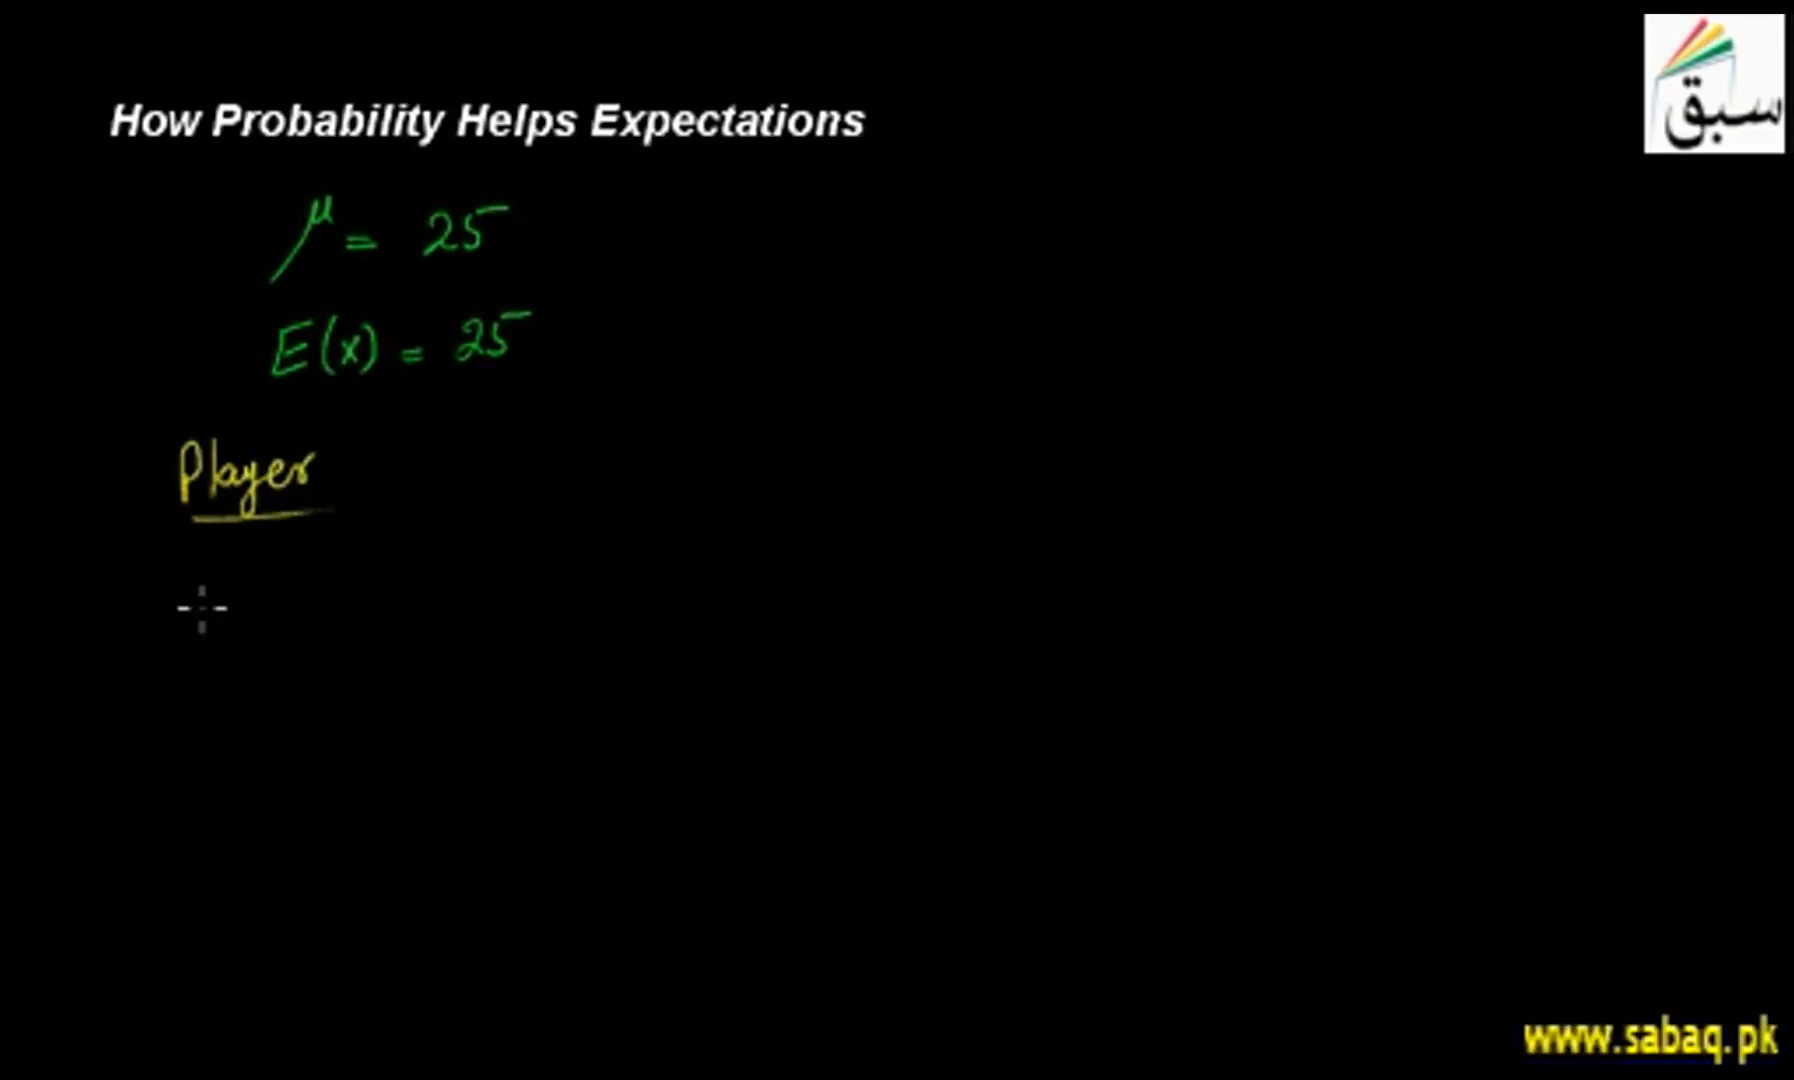 سبق
How Probability Helps Expectations
μ = 25
E(x) = 25
Player
www.sabaq.pk